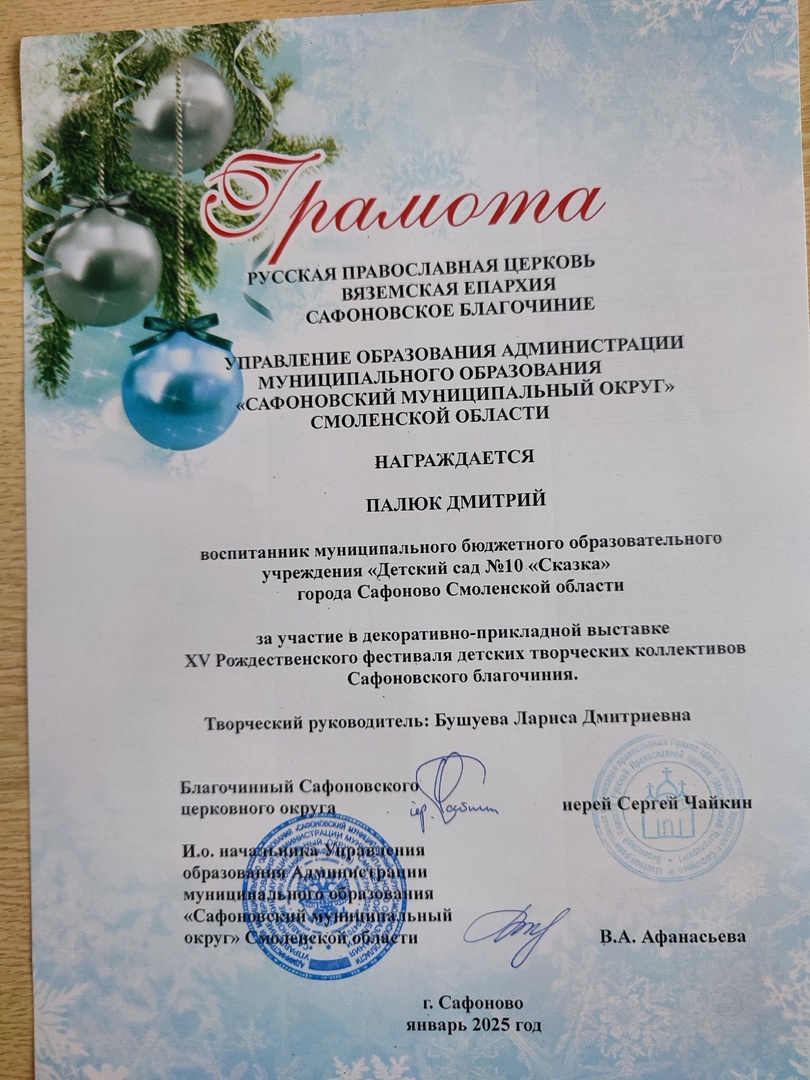 Грамота
РУССКАЯ ПРАВОСЛАВНАЯ ЦЕРКОВЬ
ВЯЗЕМСКАЯ ЕПАРХИЯ
САФОНОВСКОЕ БЛАГОЧИНИЕ
УПРАВЛЕНИЕ ОБРАЗОВАНИЯ АДМИНИСТРАЦИИ
МУНИЦИПАЛЬНОГО ОБРАЗОВАНИЯ
«САФОНОВСКИЙ МУНИЦИПАЛЬНЫЙ ОКРУГ»
СМОЛЕНСКОЙ ОБЛАСТИ
НАГРАЖДАЕТСЯ
ПАЛЮК ДМИТРИЙ
воспитанник муниципального бюджетного образовательного
учреждения «Детский сад №10 «Сказка»
города Сафоново Смоленской области
за участие в декоративно-прикладной выставке
XV Рождественского фестиваля детских творческих коллективов
Сафоновского благочиния.
Творческий руководитель: Бушуева Лариса Дмитриевна
Благочинный Сафоновского
церковного округа
иерей Сергей Чайкин
И.о. начальника Управления
образования Администрации
муниципального образования
«Сафоновский муниципальный
округ» Смоленской области
В.А. Афанасьева
г. Сафоново
январь 2025 год